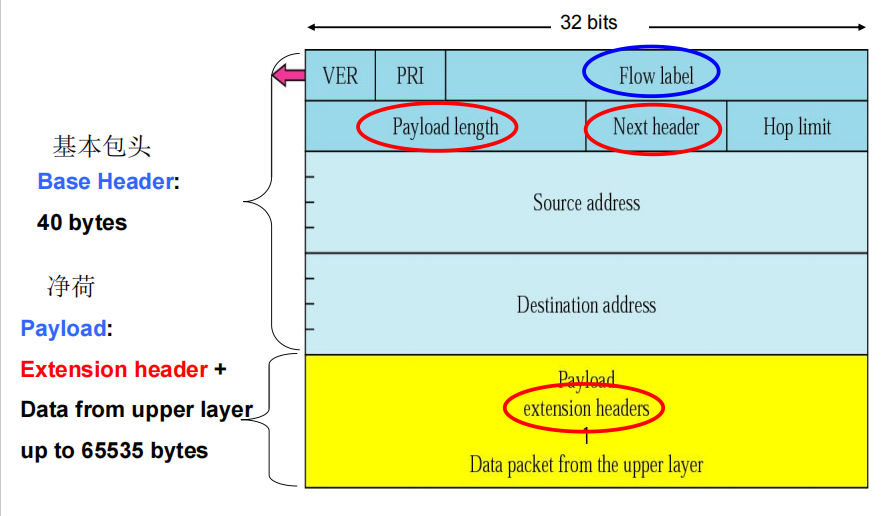 32 bits
VER PRI Flow label
Payload length Next header Hop limit
Source address
Destination address
Payload
extension headers
Data packet from the upper layer
基本包头
Base Header:
40 bytes
净荷
Payload:
Extension header +
Data from upper layer
up to 65535 bytes